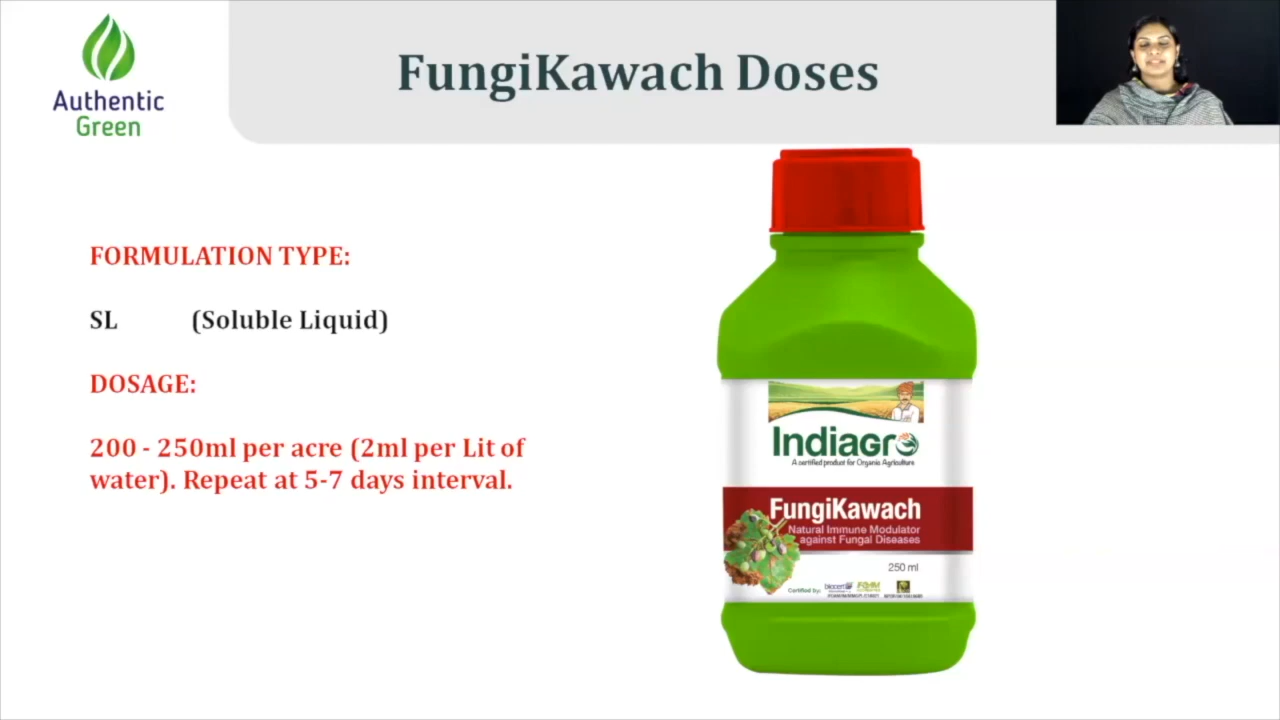 Authentic
Green
FungiKawach Doses
FORMULATION TYPE:
SL (Soluble Liquid)
DOSAGE:
200 - 250ml per acre (2ml per Lit of
water). Repeat at 5-7 days interval.
Indiagro
A certified product for Organic Agriculture
FungiKawach
Natural Immune Modulator
against Fungal Diseases
250 ml
Certified by:
biocert